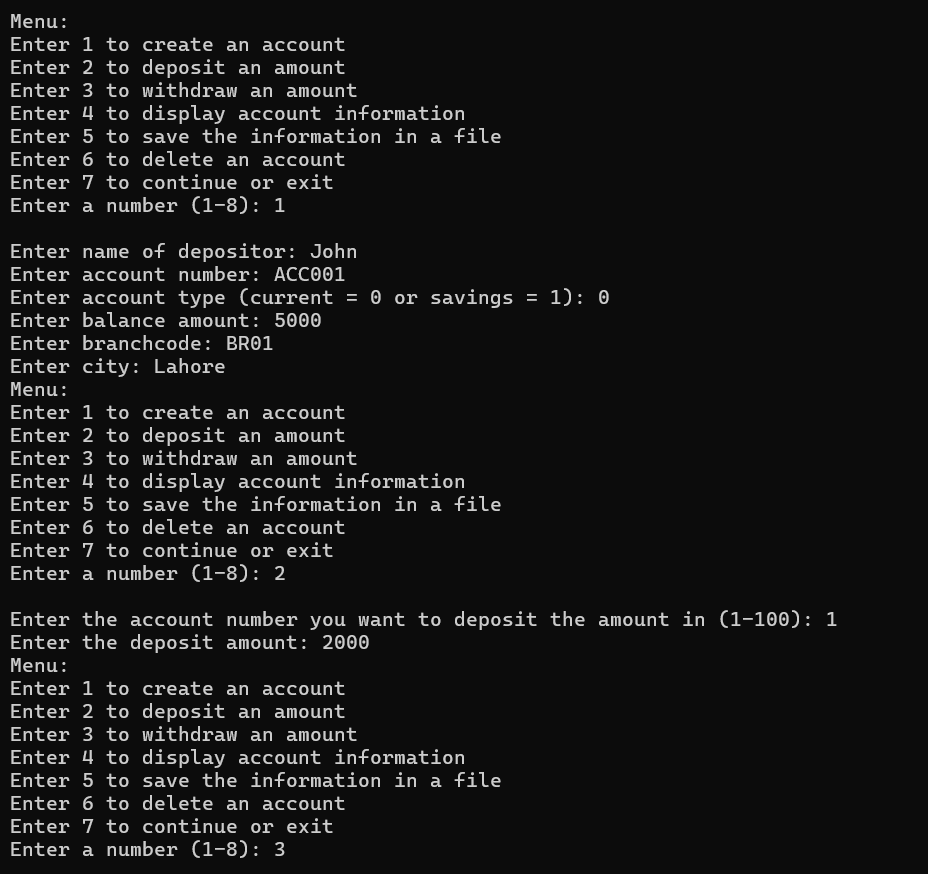 Menu:
Enter 1 to create an account
Enter 2 to deposit an amount
Enter 3 to withdraw an amount
Enter 4 to display account information
Enter 5 to save the information in a file
Enter 6 to delete an account
Enter 7 to continue or exit
Enter a number (1-8): 1

Enter name of depositor: John
Enter account number: ACC001
Enter account type (current = 0 or savings = 1): 0
Enter balance amount: 5000
Enter branchcode: BR01
Enter city: Lahore
Menu:
Enter 1 to create an account
Enter 2 to deposit an amount
Enter 3 to withdraw an amount
Enter 4 to display account information
Enter 5 to save the information in a file
Enter 6 to delete an account
Enter 7 to continue or exit
Enter a number (1-8): 2

Enter the account number you want to deposit the amount in (1-100): 1
Enter the deposit amount: 2000
Menu:
Enter 1 to create an account
Enter 2 to deposit an amount
Enter 3 to withdraw an amount
Enter 4 to display account information
Enter 5 to save the information in a file
Enter 6 to delete an account
Enter 7 to continue or exit
Enter a number (1-8): 3